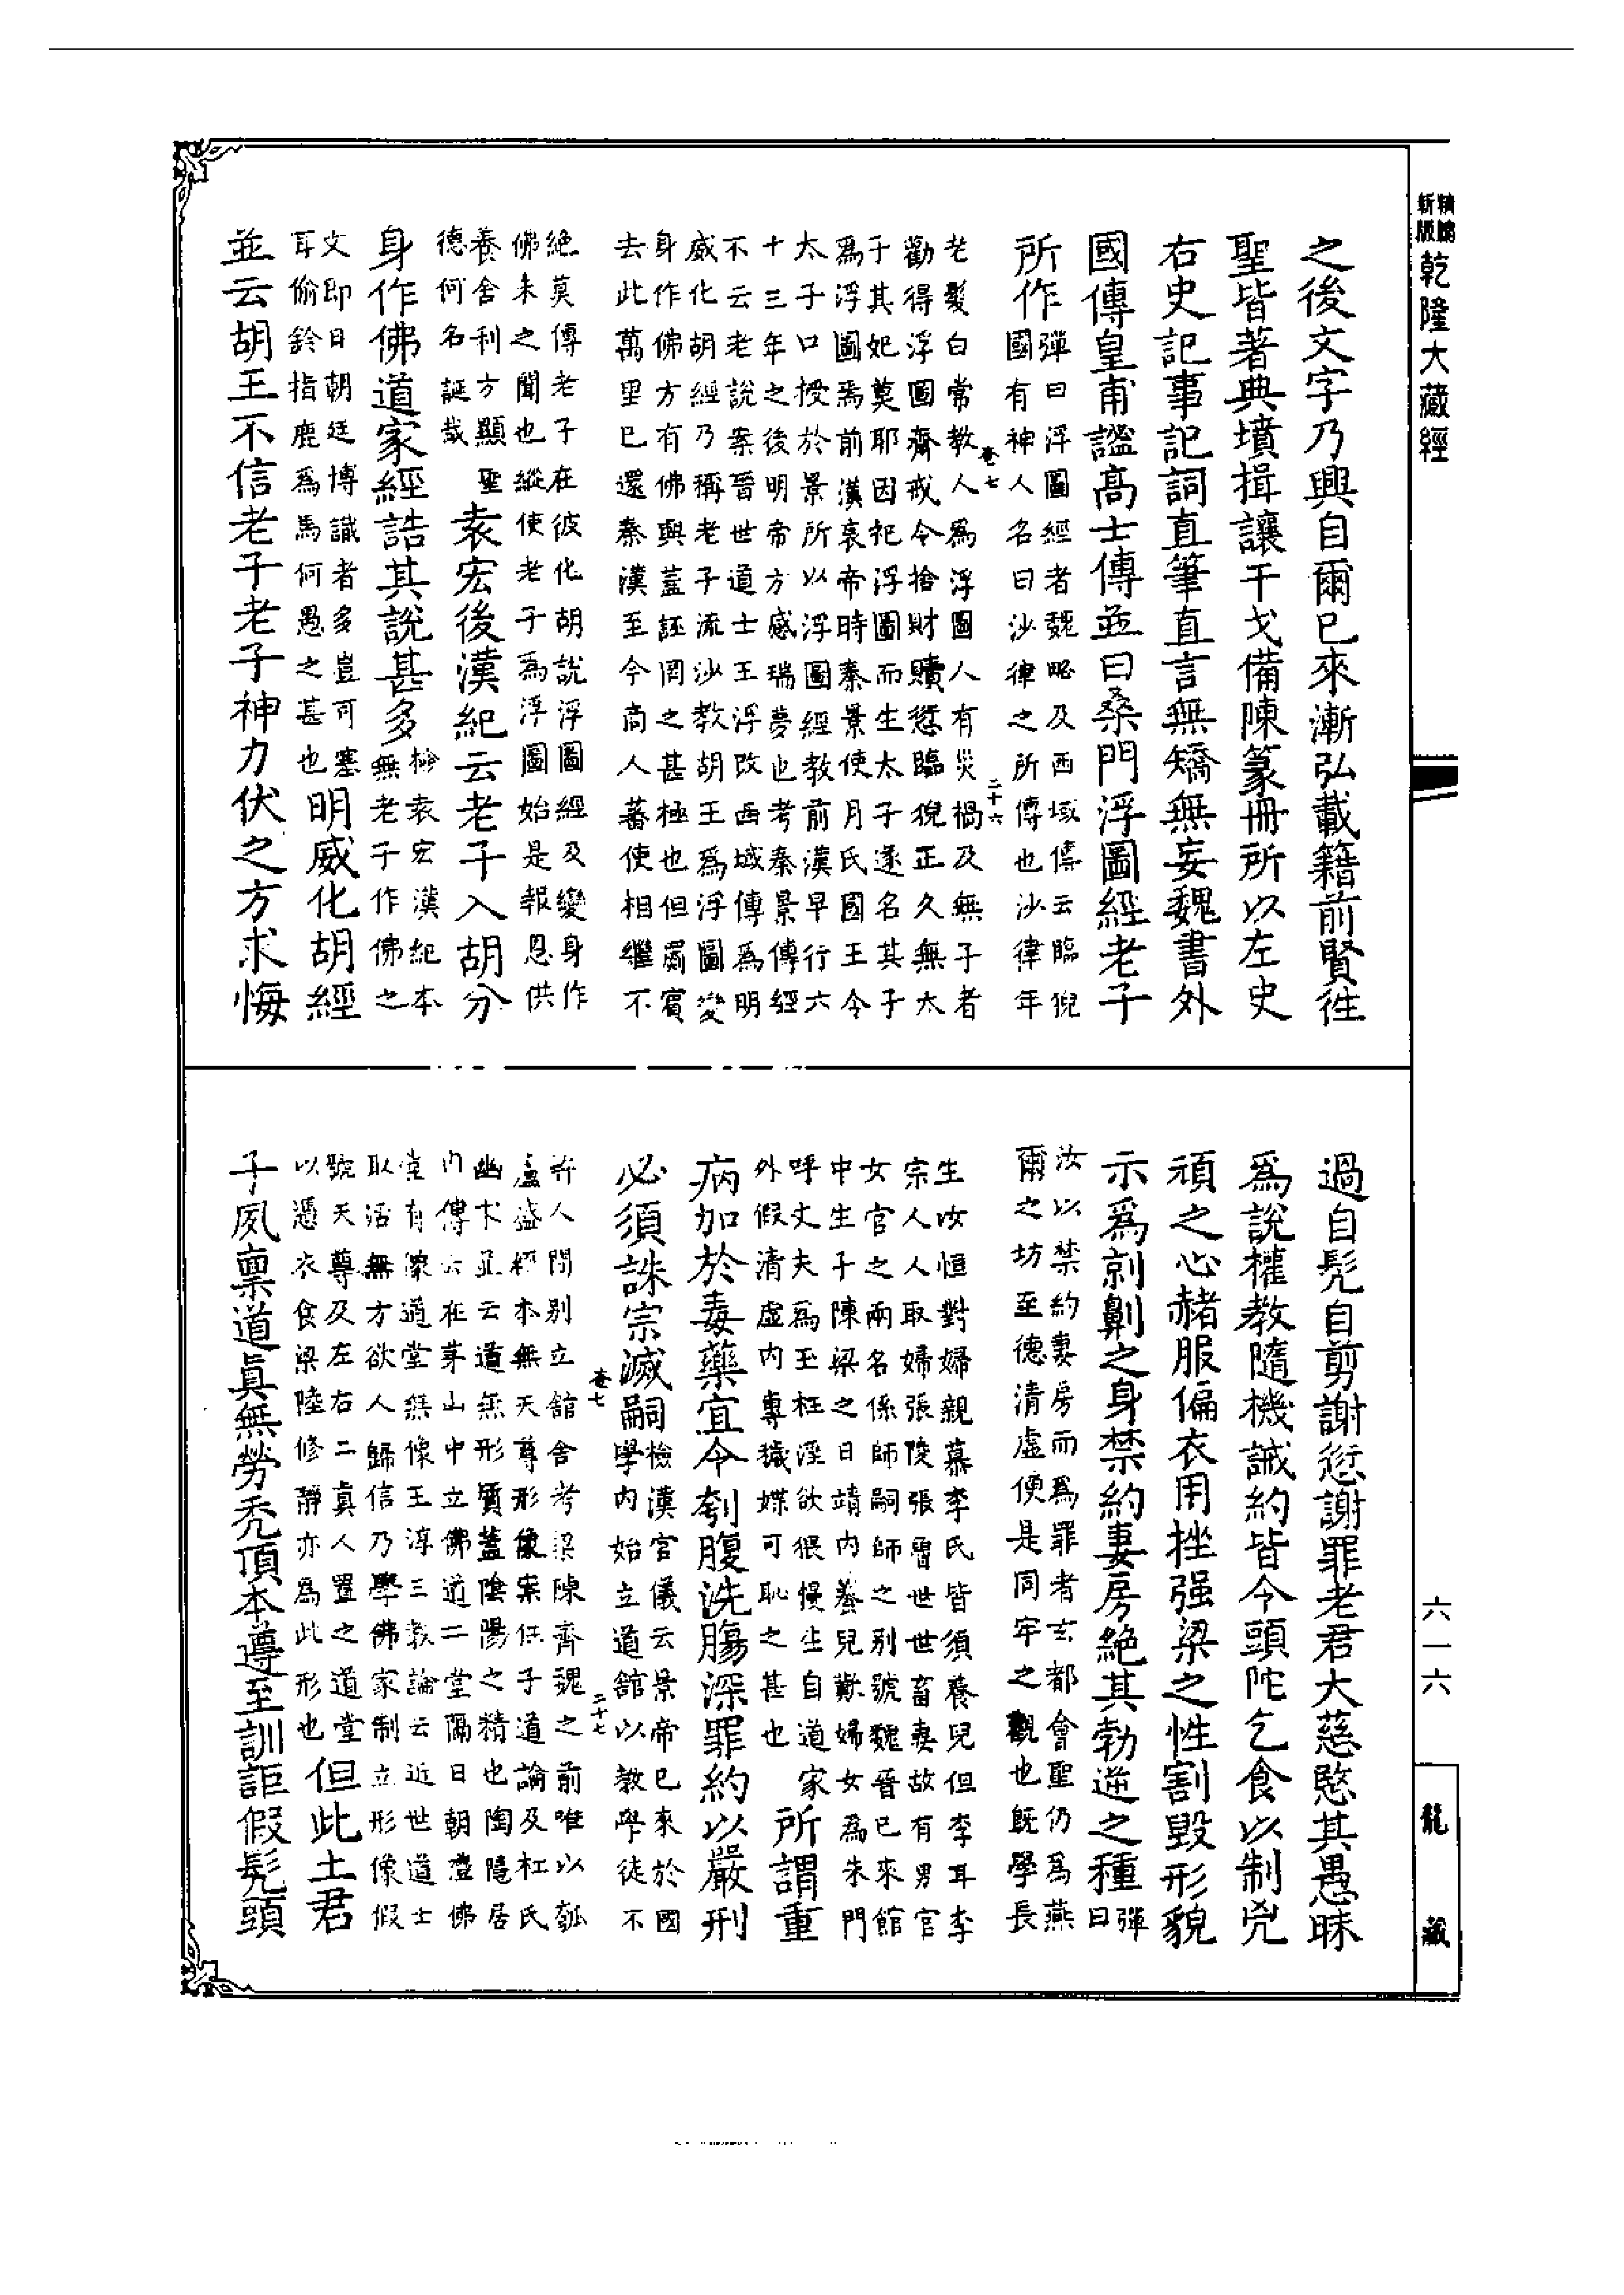 新精
版編
乾隆大藏經
之後文字乃興自爾已來漸弘載籍前賢往
聖皆著典墳揖讓干戈備陳篆冊所以左史
右史記事記詞直筆直言無矯無妄魏書外
國傳皇甫謐高士傳並曰桑門浮圖經老子
所作
彈曰浮圖經者魏略及西域傳云臨猊
國有神人名曰沙律之所傳也沙律年
卷七
二十六
老髮白常教人為浮圖人有災禍及無子者
勸得浮圖齋戒令捨財贖愆臨猊正久無太
子其妃莫耶因祀浮圖而生太子遂名其子
為浮圖焉前漢哀帝時秦景使月氏國王令
太子口授於景所以浮圖經教前漢早行六
十三年之後明帝方感瑞夢也考秦景傳經
不云老說案晉世道士王浮改西域傳為明
威化胡經乃稱老子流沙教胡王為浮圖變
身作佛方有佛興蓋誣罔之甚極也但罽賓
去此萬里已還秦漢至今商人蕃使相繼不
絕莫傳老子在彼化胡說浮圖經及變身作
佛未之聞也縱使老子為浮圖始是報恩供
養舍利方顯聖
德何名誕哉
袁宏後漢紀云老子入胡分
身作佛道家經誥其說甚多
檢袁宏漢紀本
無老子作佛之
文即日朝廷博識者多豈可塞
耳偷鈴指鹿為馬何愚之甚也
明威化胡經
並云胡王不信老子老子神力伏之方求悔
過自髠自剪謝愆謝罪老君大慈愍其愚昧
為說權教隨機誡約皆令頭陀乞食以制兇
頑之心赭服偏衣用挫强梁之性割毀形貌
示為剠劓之身禁約妻房絕其勃逆之種
彈
曰
汝以禁約妻房而為罪者玄都會聖仍為燕
爾之坊至德清虛便是同牢之觀也旣學長
生汝恒對婦親慕李氏皆須養兒但李耳李
宗人人取婦張陵張魯世世畜妻故有男官
女官之兩名係師嗣師之別號魏晉已來館
中生子陳梁之日靖內養兒歎婦女為朱門
呼丈夫為玉柱淫欲猥慢出自道家
外假清虛內專穢媟可恥之甚也
所謂重
病加於毒藥宜令刳腹洗腸深罪約以嚴刑
必須誅宗滅嗣
檢漢官儀云景帝已來於國
學內始立道館以教學徒不
卷七
二十七
許人間別立館舍考梁陳齊魏之前唯以瓠
盧盛經本無天尊形像案任子道論及杜氏
幽求並云道無形質蓋陰陽之精也陶隱居
內傳云在茅山中立佛道二堂隔日朝禮佛
堂有像道堂無像王淳三教論云近世道士
取活無方欲人歸信乃學佛家制立形像假
號天尊及左右二真人置之道堂
以憑衣食梁陸修靜亦為此形也
但此土君
子夙稟道眞無勞禿頂本遵至訓詎假髠頭
六一六
龍藏